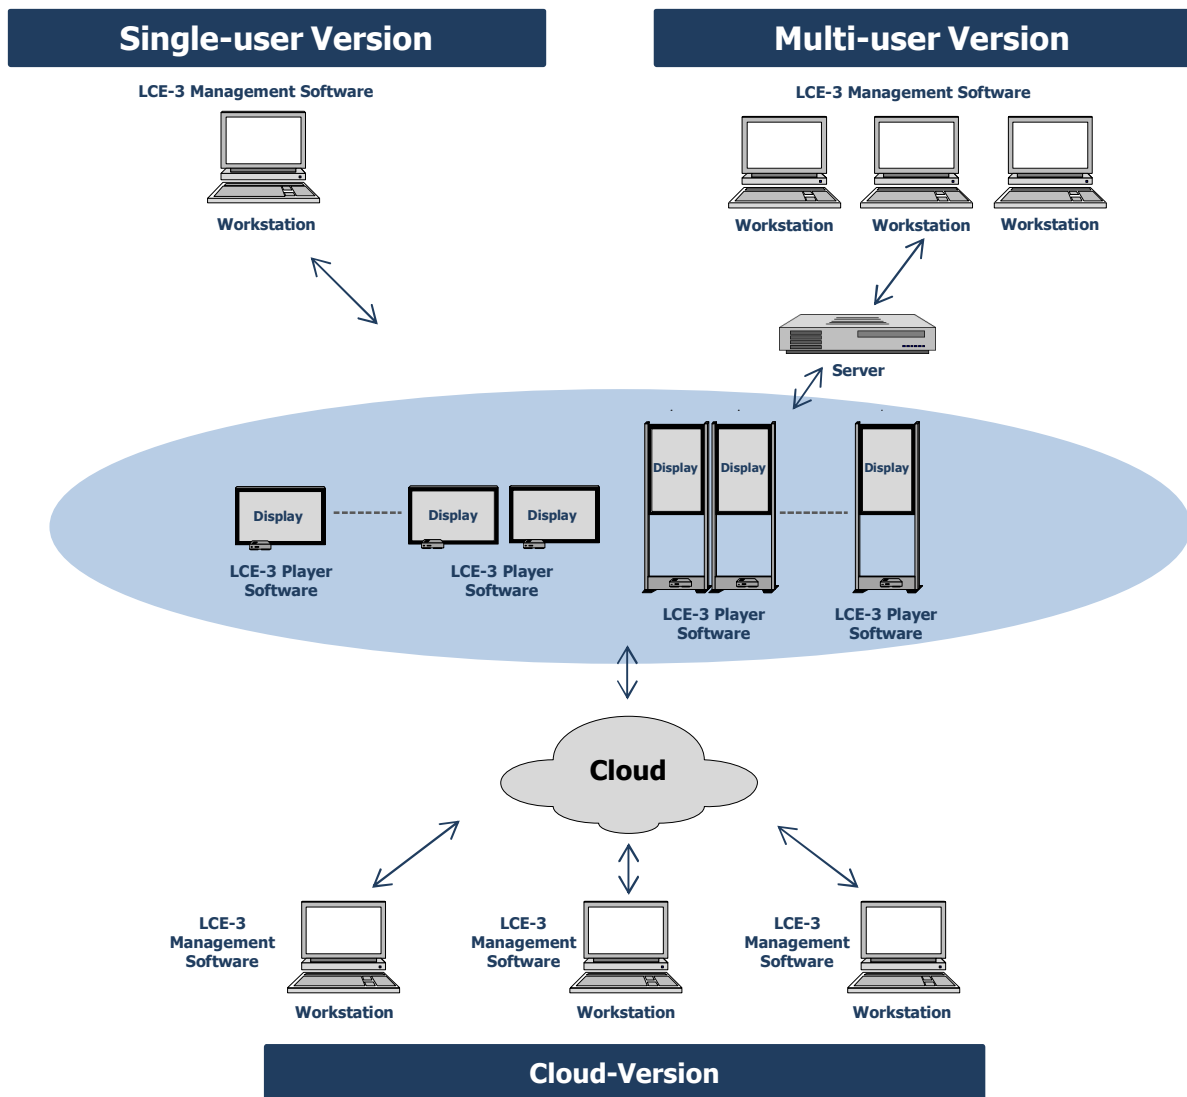 Single-user Version
Multi-user Version
LCE-3 Management Software
LCE-3 Management Software
Workstation
Workstation
Workstation
Workstation
Server
Display
Display
Display
Display
Display
Display
LCE-3 Player
Software
LCE-3 Player
Software
LCE-3 Player
Software
LCE-3 Player
Software
Cloud
LCE-3
Management
Software
LCE-3
Management
Software
LCE-3
Management
Software
Workstation
Workstation
Workstation
Cloud-Version